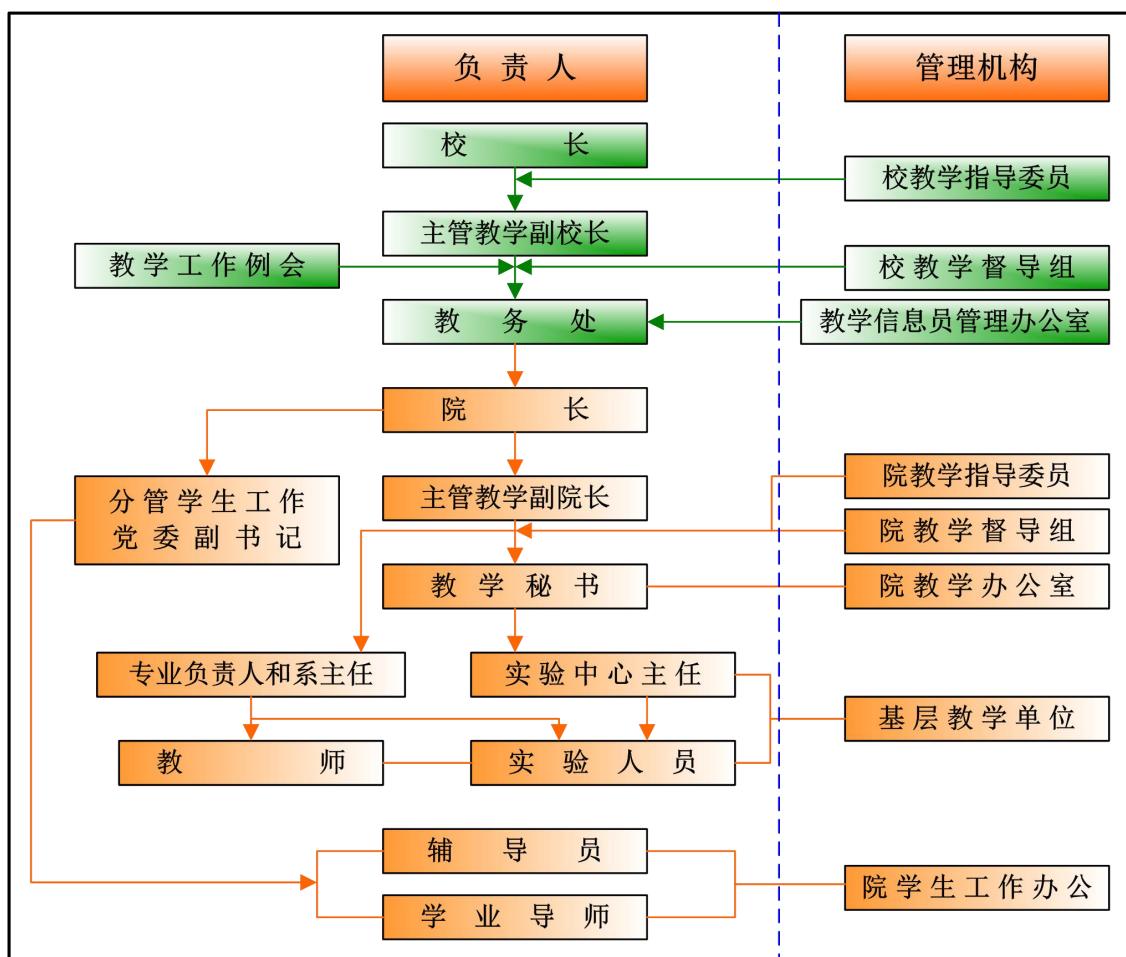 负责人
管理机构
校长
校教学指导委员
主管教学副校长
教学工作例会
校教学督导组
教务处
教学信息员管理办公室
院长
分管学生工作
党委副书记
主管教学副院长
院教学指导委员
院教学督导组
教学秘书
院教学办公室
专业负责人和系主任
实验中心主任
基层教学单位
教师
实验人员
辅导员
学业导师
院学生工作办公